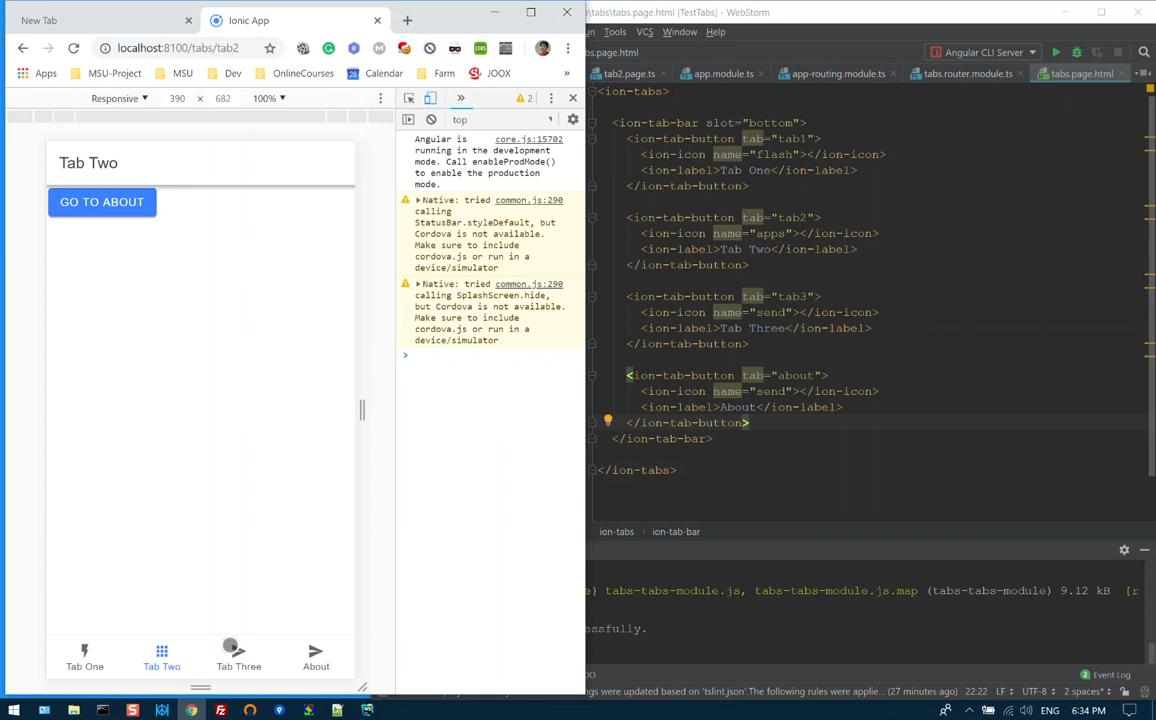 New Tab
Ionic App
localhost:8100/tabs/tab2
Apps
MSU-Project
MSU
Dev
OnlineCourses
28
Calendar
Farm
JOOX
»
Responsive
390 × 682
100%
» 2
top
Angular is core.js:15702
running in the development
mode. Call enableProdMode()
to enable the production
mode.
Native: tried common.js:290
calling
StatusBar.styleDefault, but
Cordova is not available.
Make sure to include
cordova.js or run in a
device/simulator
Native: tried common.js:290
calling SplashScreen.hide,
but Cordova is not available.
Make sure to include
cordova.js or run in a
device/simulator
>
Tab Two
GO TO ABOUT
Tab One
Tab Two
Tab Three
About
\tabs\tabs.page.html [TestTabs] - WebStorm
Tools VCS Window Help
bs.page.html
Angular CLI Server
tab2.page.ts
app.module.ts
app-routing.module.ts
tabs.router.module.ts
tabs.page.html
<ion-tabs>
<ion-tab-bar slot="bottom">
<ion-tab-button tab="tab1">
<ion-icon name="flash"></ion-icon>
<ion-label>Tab One</ion-label>
</ion-tab-button>
<ion-tab-button tab="tab2">
<ion-icon name="apps"></ion-icon>
<ion-label>Tab Two</ion-label>
</ion-tab-button>
<ion-tab-button tab="tab3">
<ion-icon name="send"></ion-icon>
<ion-label>Tab Three</ion-label>
</ion-tab-button>
<ion-tab-button tab="about">
<ion-icon name="send"></ion-icon>
<ion-label>About</ion-label>
</ion-tab-button>
</ion-tab-bar>
</ion-tabs>
ion-tabs › ion-tab-bar
e} tabs-tabs-module.js, tabs-tabs-module.js.map (tabs-tabs-module) 9.12 kB [r
ssfully.
DO
2 Event Log
ngs were updated based on 'tslint.json'.The following rules were applie... (27 minutes ago) 22:22 LF UTF-8 2 spaces*
ENG 6:34 PM